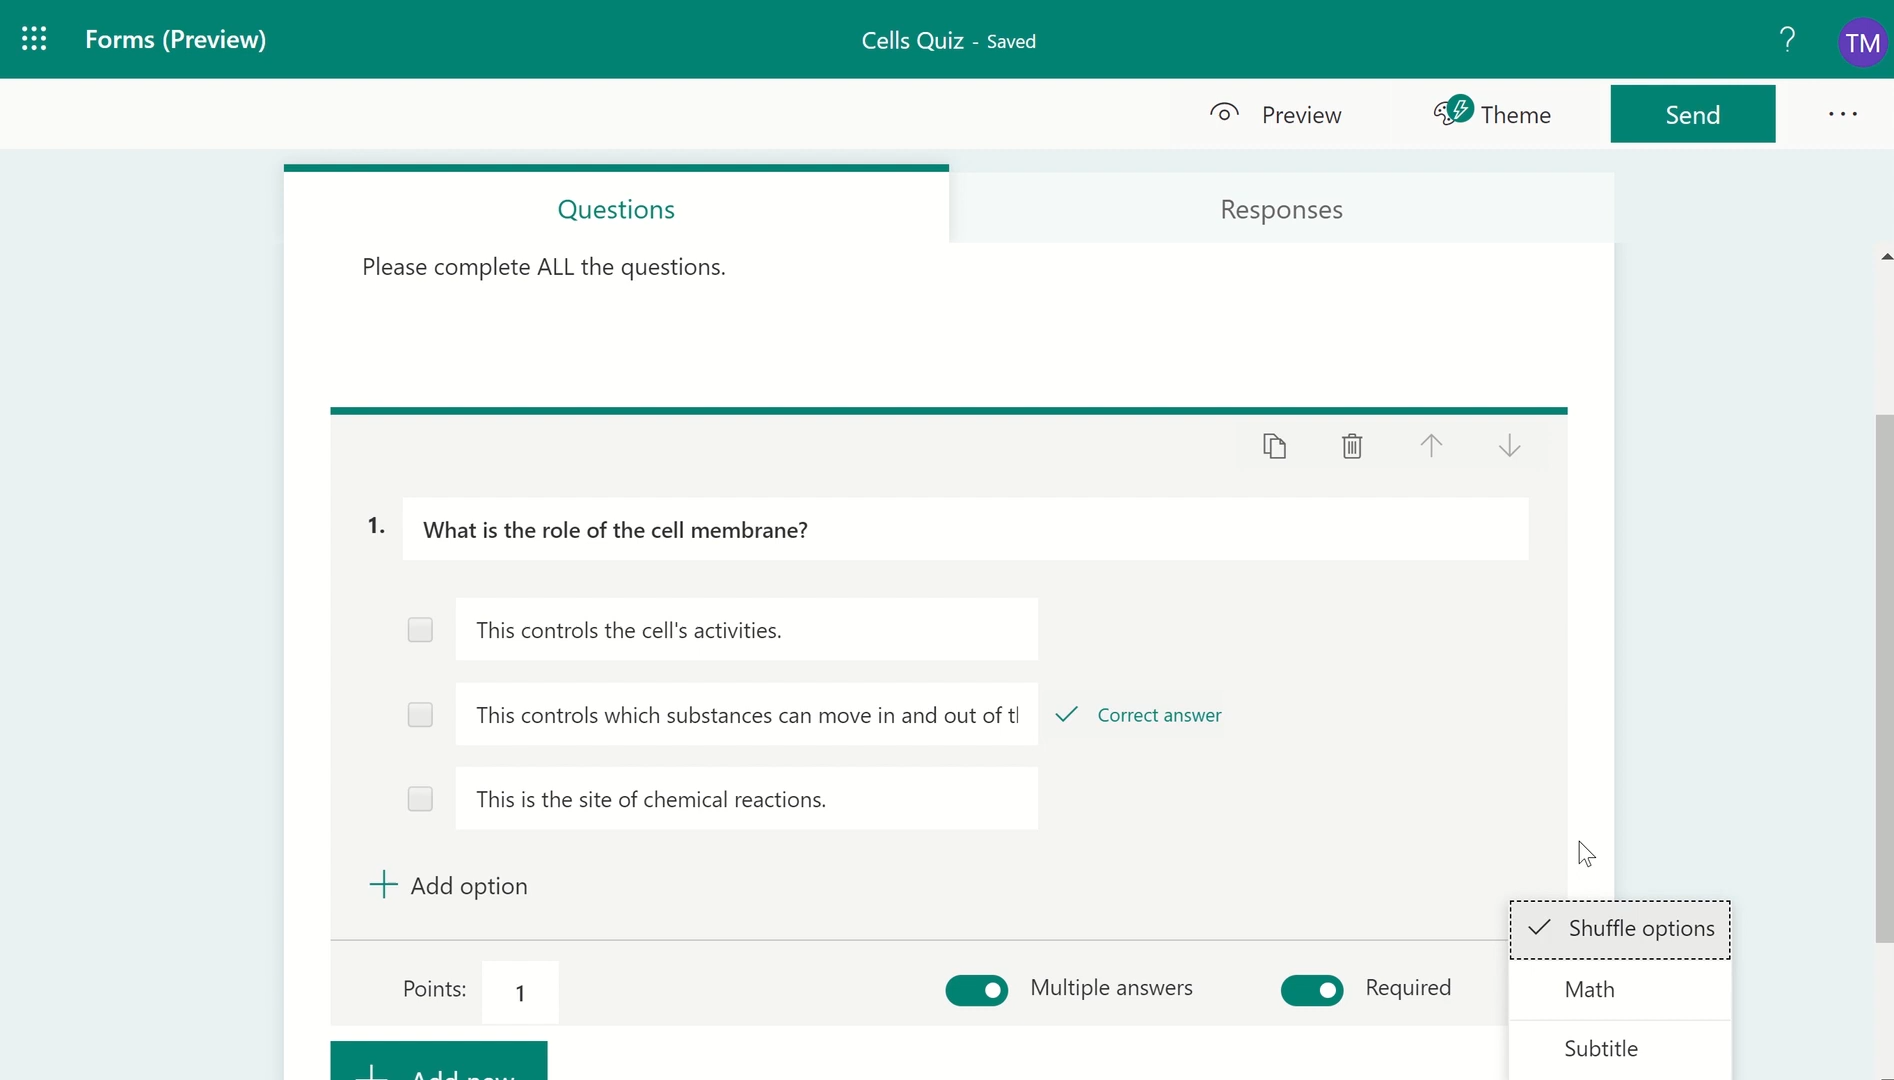 Forms (Preview)
Cells Quiz - Saved
?
TM
Preview
Theme
Send
...
Questions
Responses
Please complete ALL the questions.
1.
What is the role of the cell membrane?
This controls the cell's activities.
This controls which substances can move in and out of
Correct answer
This is the site of chemical reactions.
Add option
Shuffle options
Points: 1
Multiple answers
Required
Math
Subtitle
Add new